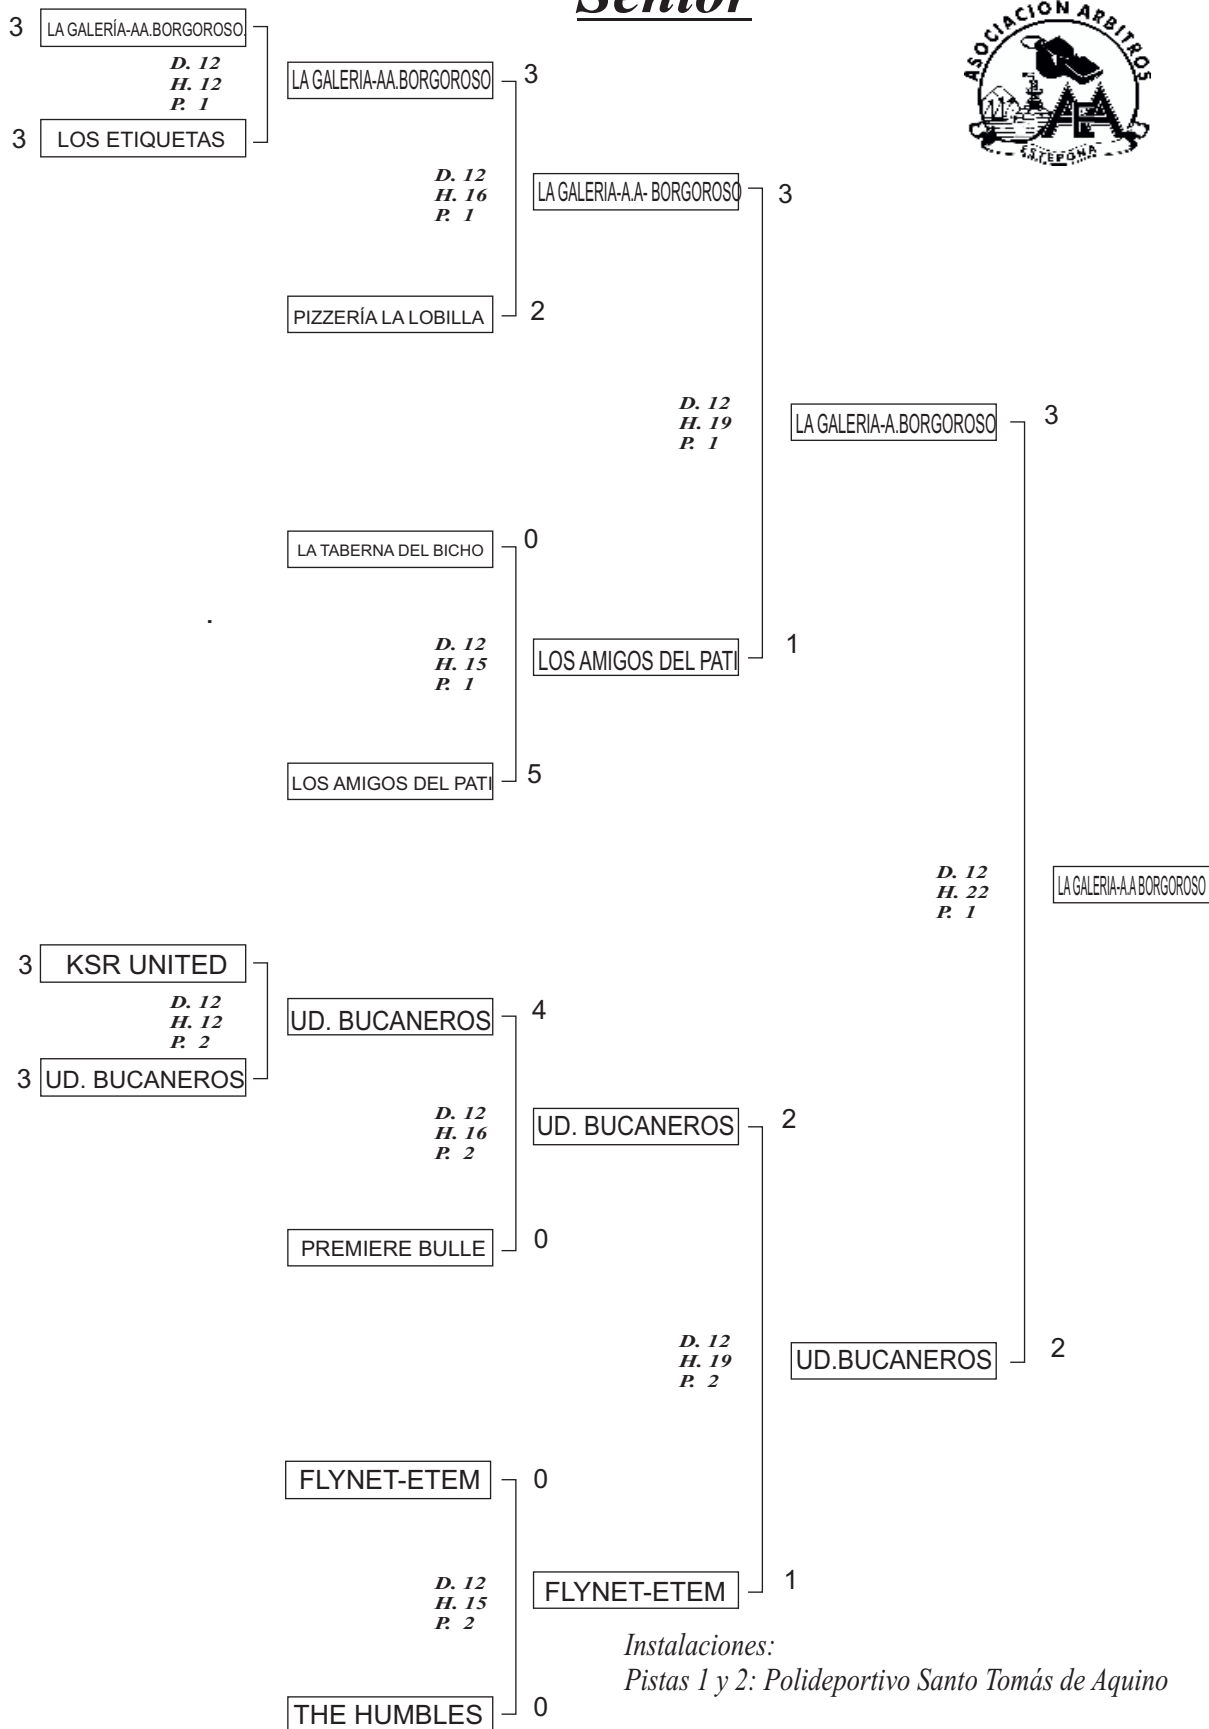 Senior
ASOCIACION ARBITROS
AEA
ESTEPONA
3 LA GALERÍA-AA.BORGOROSO.
D. 12
H. 12
P. 1
3 LOS ETIQUETAS
LA GALERIA-AA.BORGOROSO 3
D. 12
H. 16
P. 1
PIZZERÍA LA LOBILLA 2
LA GALERIA-A.A- BORGOROSO 3
D. 12
H. 19
P. 1
LA TABERNA DEL BICHO 0
.
D. 12
H. 15
P. 1
LOS AMIGOS DEL PATI 5
LOS AMIGOS DEL PATI 1
LA GALERIA-A.BORGOROSO 3
D. 12
H. 22
P. 1
LA GALERIA-A.A BORGOROSO
3 KSR UNITED
D. 12
H. 12
P. 2
3 UD. BUCANEROS
UD. BUCANEROS 4
D. 12
H. 16
P. 2
PREMIERE BULLE 0
UD. BUCANEROS 2
D. 12
H. 19
P. 2
UD.BUCANEROS 2
FLYNET-ETEM 0
D. 12
H. 15
P. 2
THE HUMBLES 0
FLYNET-ETEM 1
Instalaciones:
Pistas 1 y 2: Polideportivo Santo Tomás de Aquino